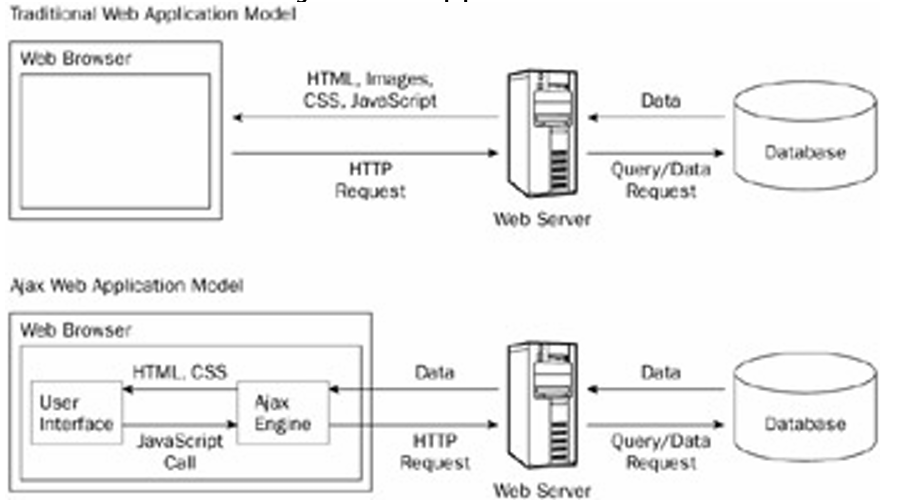 Traditional Web Application Model
Web Browser
HTML, Images,
CSS, JavaScript
HTTP
Request
Web Server
Data
Query/Data
Request
Database
Ajax Web Application Model
Web Browser
User
Interface
HTML, CSS
JavaScript
Call
Ajax
Engine
Data
HTTP
Request
Web Server
Data
Query/Data
Request
Database